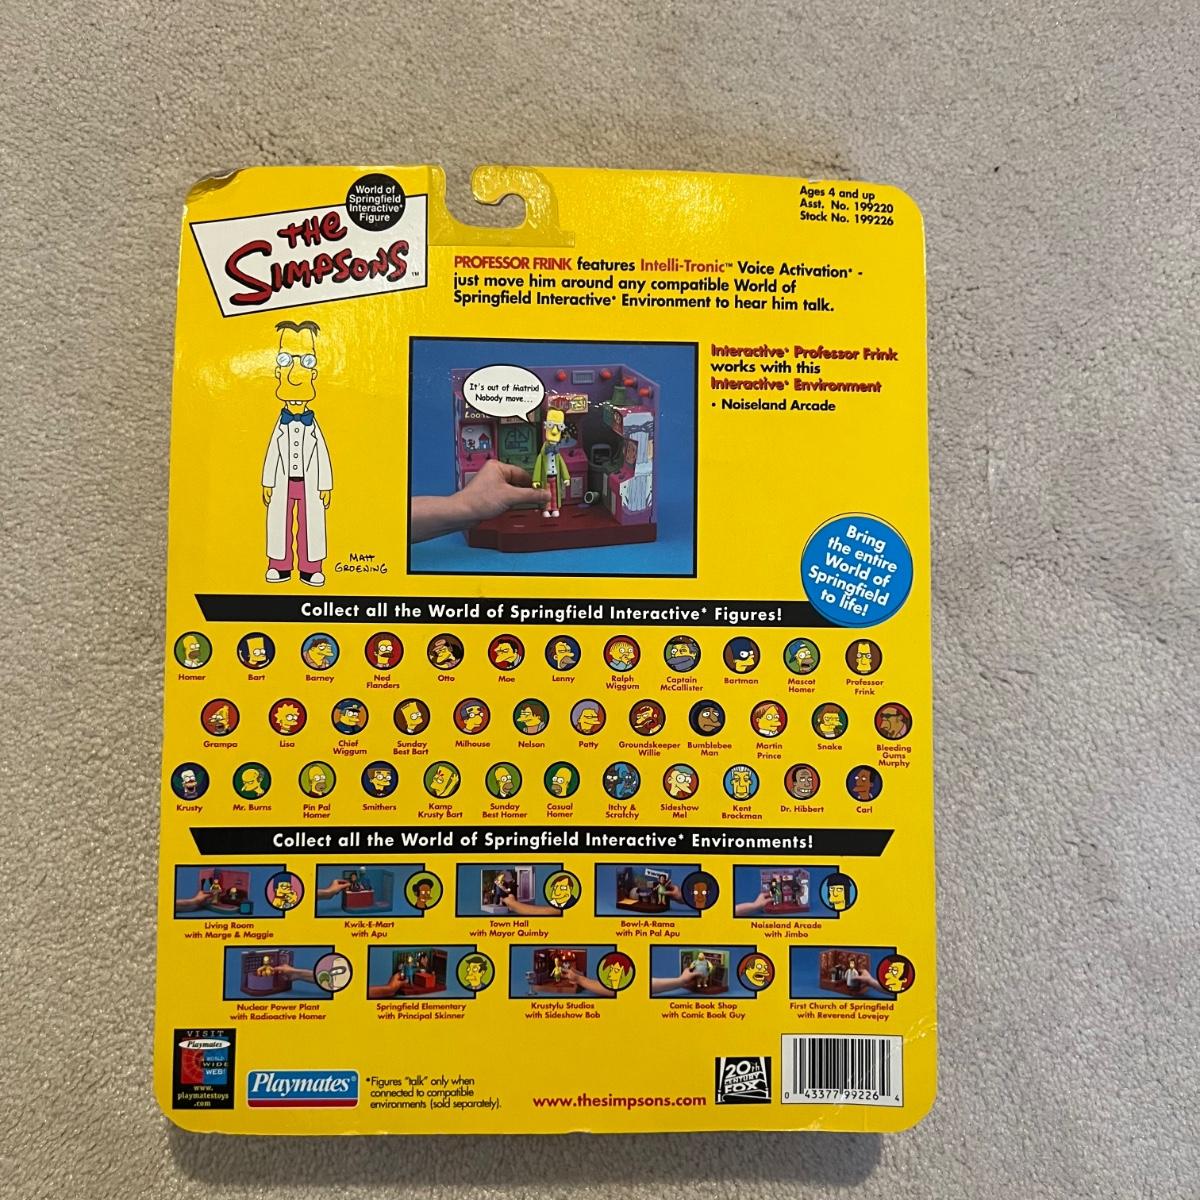 World of
Springfield
Interactive*
Figure
THE
SIMPSONS™
Ages 4 and up
Asst. No. 199220
Stock No. 199226
PROFESSOR FRINK features Intelli-Tronic™ Voice Activation* -
just move him around any compatible World of
Springfield Interactive* Environment to hear him talk.
It's out of Matrix!
Nobody move...
Interactive* Professor Frink
works with this
Interactive* Environment
• Noiseland Arcade
MATT
GROENING
Bring
the entire
World of
Springfield
to life!
Collect all the World of Springfield Interactive* Figures!
Homer Bart Barney Ned Flanders Otto Moe Lenny Ralph Wiggum Captain McCallister Bartman Mascot Homer Professor Frink
Grampa Lisa Chief Wiggum Sunday Best Bart Milhouse Nelson Patty Groundskeeper Willie Bumblebee Man Martin Prince Snake Bleeding Gums Murphy
Krusty Mr. Burns Pin Pal Homer Smithers Kamp Krusty Bart Sunday Best Homer Casual Homer Itchy & Scratchy Sideshow Mel Kent Brockman Dr. Hibbert Carl
Collect all the World of Springfield Interactive* Environments!
Living Room with Marge & Maggie
Kwik-E-Mart with Apu
Town Hall with Mayor Quimby
Bowl-A-Rama with Pin Pal Apu
Noiseland Arcade with Jimbo
Nuclear Power Plant with Radioactive Homer
Springfield Elementary with Principal Skinner
Krustylu Studios with Sideshow Bob
Comic Book Shop with Comic Book Guy
First Church of Springfield with Reverend Lovejoy
VISIT
Playmates
WORLD
WIDE
WEB!
www.
playmatestoys
.com
Playmates®
*Figures "talk" only when
connected to compatible
environments (sold separately).
www.thesimpsons.com
20th
CENTURY
FOX
0 43377 99226 4